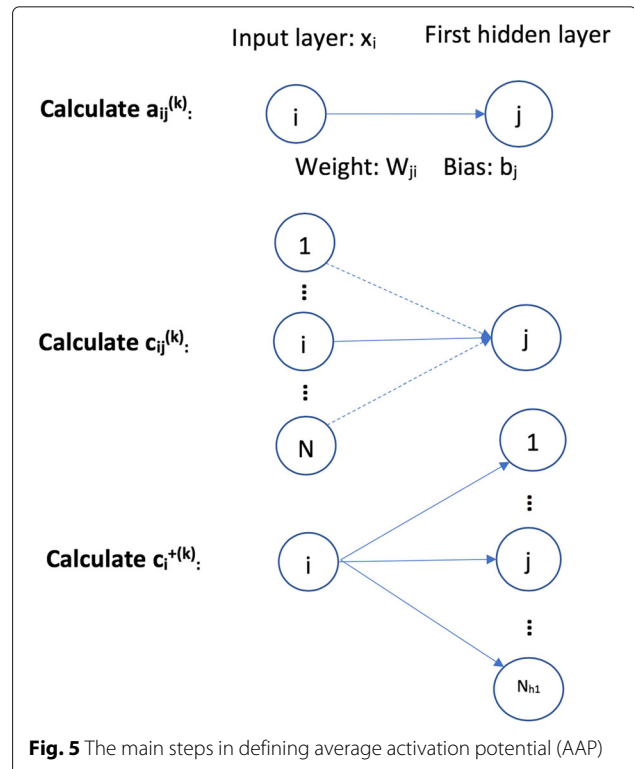 Input layer: xᵢ First hidden layer
Calculate aᵢⱼ⁽ᵏ⁾:
i j
Weight: Wⱼᵢ Bias: bⱼ
1
⋮
Calculate cᵢⱼ⁽ᵏ⁾:
i j
⋮
N
1
⋮
Calculate cᵢ⁺⁽ᵏ⁾:
i j
⋮
Nₕ₁
Fig. 5 The main steps in defining average activation potential (AAP)